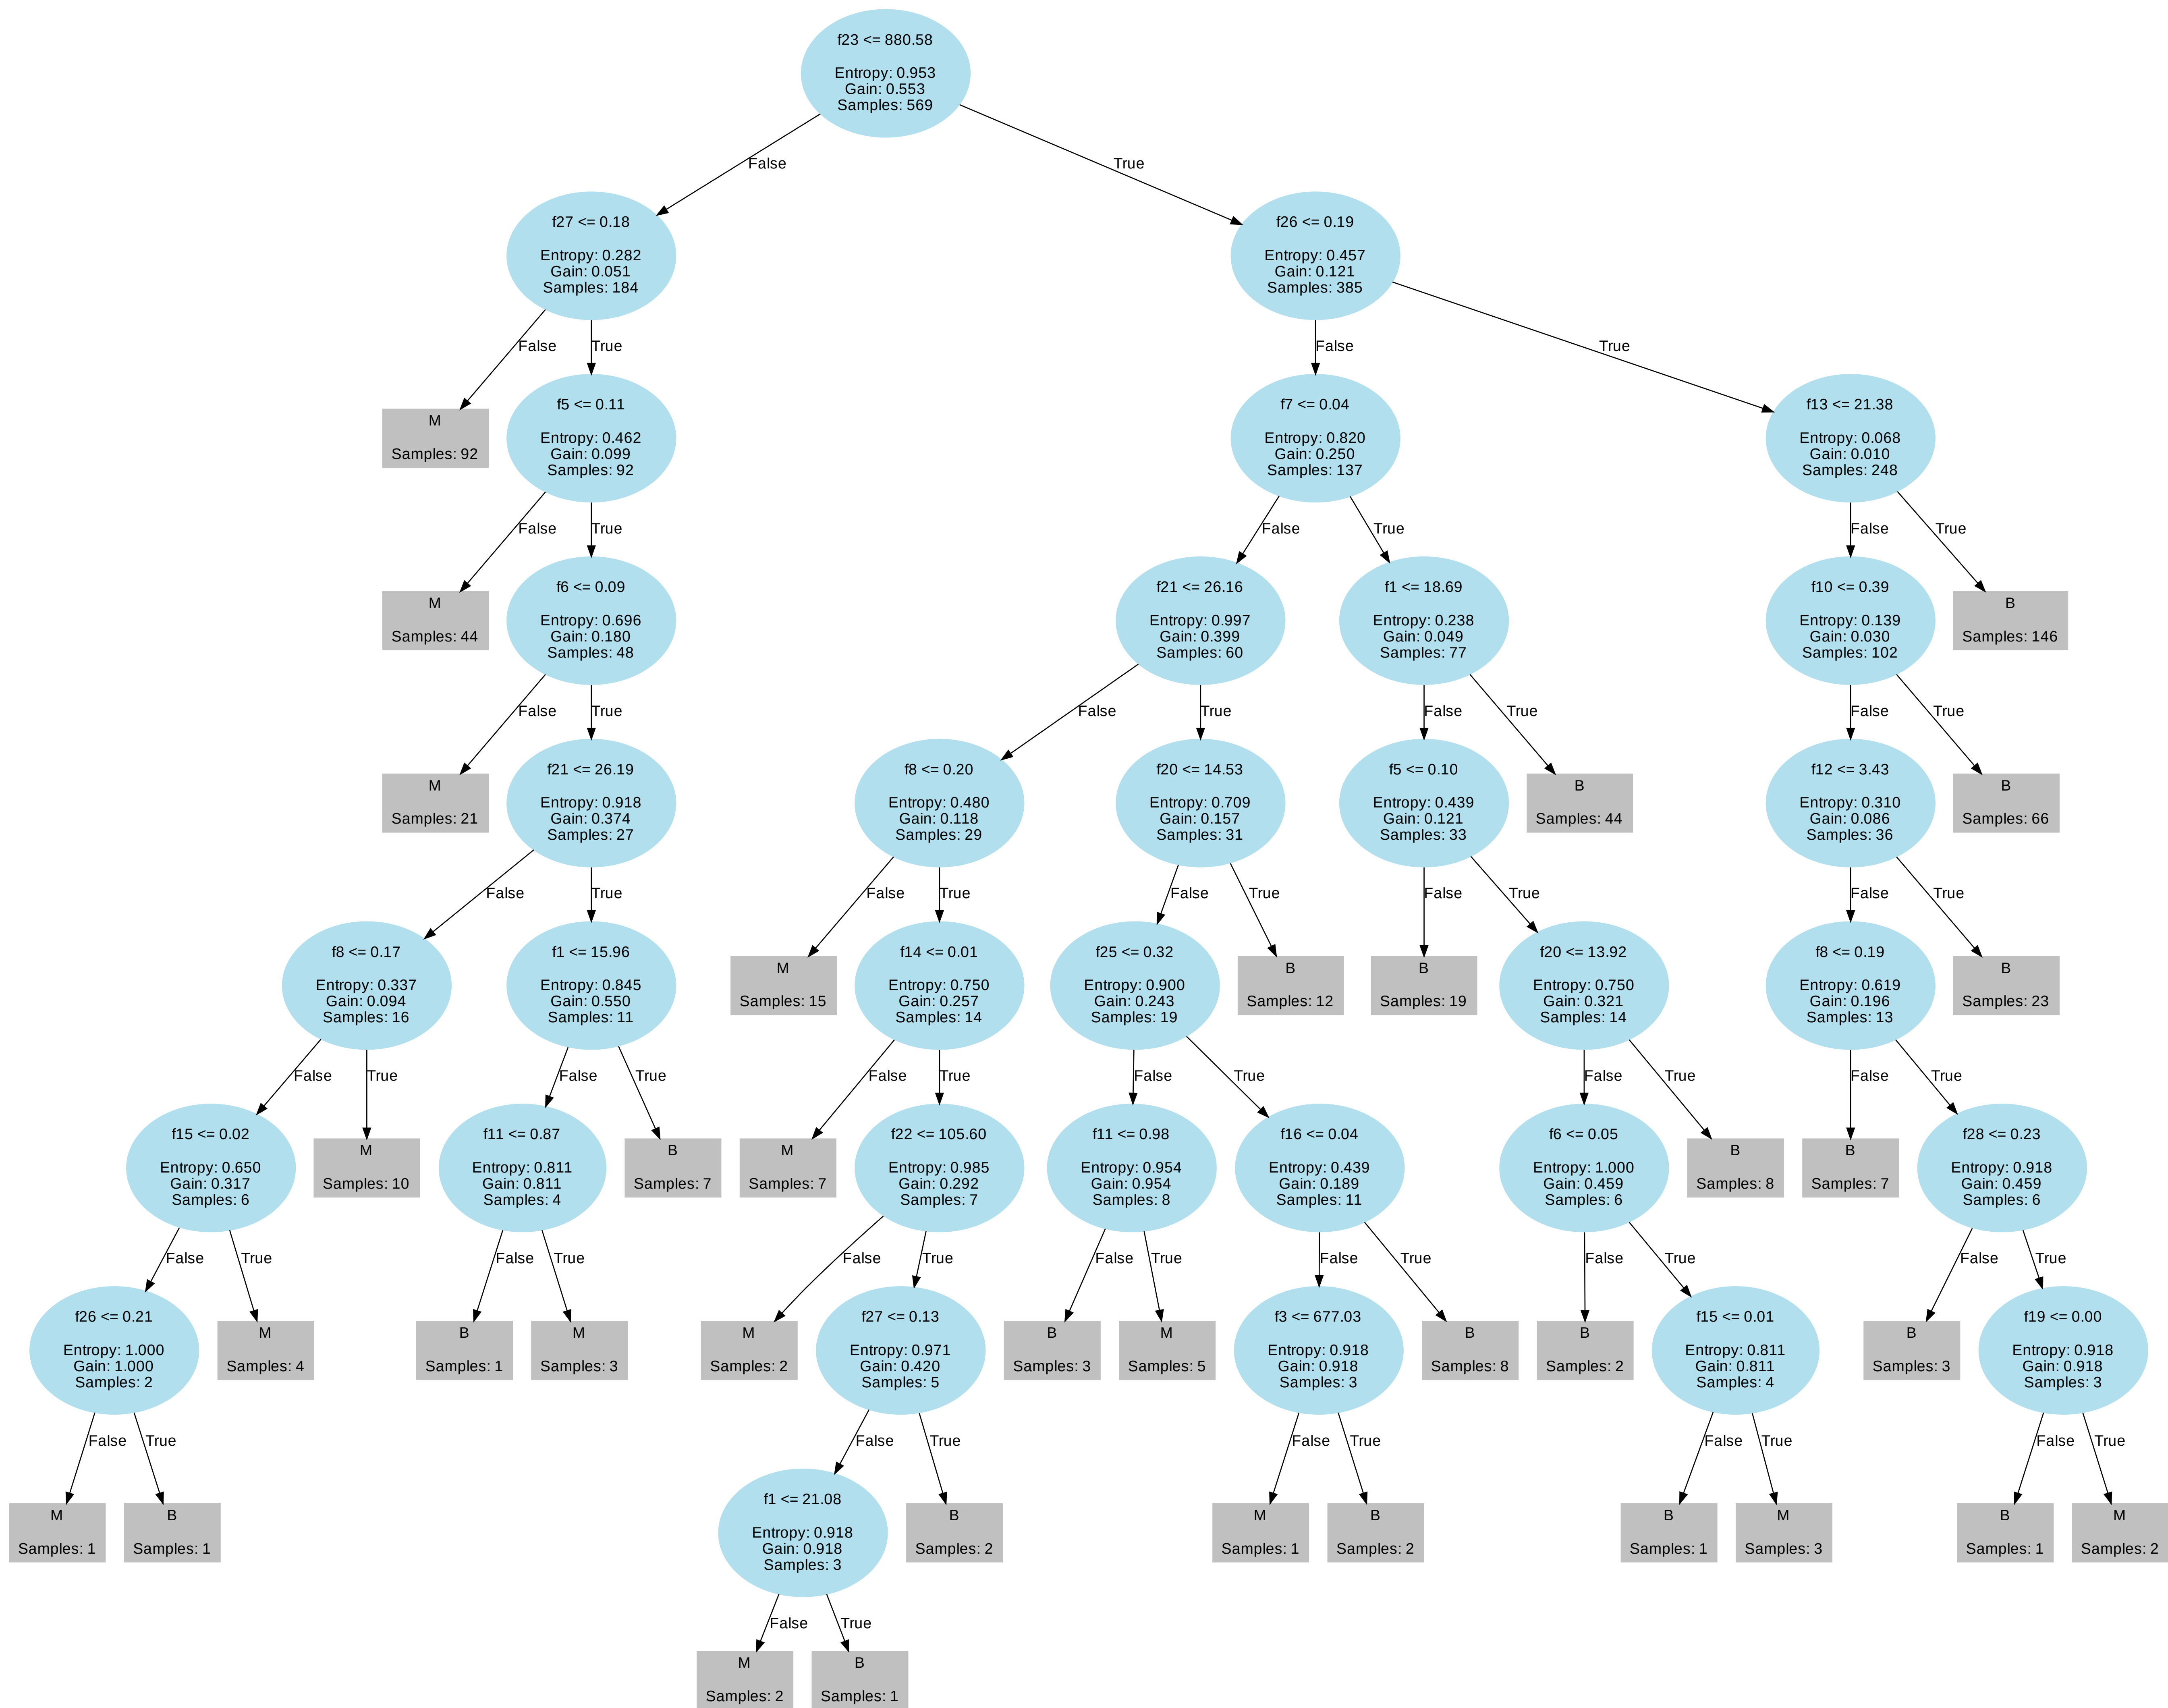 f23 <= 880.58
Entropy: 0.953
Gain: 0.553
Samples: 569
False
True
f27 <= 0.18
Entropy: 0.282
Gain: 0.051
Samples: 184
f26 <= 0.19
Entropy: 0.457
Gain: 0.121
Samples: 385
False
True
False
True
M
Samples: 92
f5 <= 0.11
Entropy: 0.462
Gain: 0.099
Samples: 92
f7 <= 0.04
Entropy: 0.820
Gain: 0.250
Samples: 137
f13 <= 21.38
Entropy: 0.068
Gain: 0.010
Samples: 248
False
True
False
True
False
True
M
Samples: 44
f6 <= 0.09
Entropy: 0.696
Gain: 0.180
Samples: 48
f21 <= 26.16
Entropy: 0.997
Gain: 0.399
Samples: 60
f1 <= 18.69
Entropy: 0.238
Gain: 0.049
Samples: 77
f10 <= 0.39
Entropy: 0.139
Gain: 0.030
Samples: 102
B
Samples: 146
False
True
False
True
False
True
False
True
M
Samples: 21
f21 <= 26.19
Entropy: 0.918
Gain: 0.374
Samples: 27
f8 <= 0.20
Entropy: 0.480
Gain: 0.118
Samples: 29
f20 <= 14.53
Entropy: 0.709
Gain: 0.157
Samples: 31
f5 <= 0.10
Entropy: 0.439
Gain: 0.121
Samples: 33
B
Samples: 44
f12 <= 3.43
Entropy: 0.310
Gain: 0.086
Samples: 36
B
Samples: 66
False
True
False
True
False
True
False
True
False
True
f8 <= 0.17
Entropy: 0.337
Gain: 0.094
Samples: 16
f1 <= 15.96
Entropy: 0.845
Gain: 0.550
Samples: 11
M
Samples: 15
f14 <= 0.01
Entropy: 0.750
Gain: 0.257
Samples: 14
f25 <= 0.32
Entropy: 0.900
Gain: 0.243
Samples: 19
B
Samples: 12
B
Samples: 19
f20 <= 13.92
Entropy: 0.750
Gain: 0.321
Samples: 14
f8 <= 0.19
Entropy: 0.619
Gain: 0.196
Samples: 13
B
Samples: 23
False
True
False
True
False
True
False
True
False
True
False
True
f15 <= 0.02
Entropy: 0.650
Gain: 0.317
Samples: 6
M
Samples: 10
f11 <= 0.87
Entropy: 0.811
Gain: 0.811
Samples: 4
B
Samples: 7
M
Samples: 7
f22 <= 105.60
Entropy: 0.985
Gain: 0.292
Samples: 7
f11 <= 0.98
Entropy: 0.954
Gain: 0.954
Samples: 8
f16 <= 0.04
Entropy: 0.439
Gain: 0.189
Samples: 11
f6 <= 0.05
Entropy: 1.000
Gain: 0.459
Samples: 6
B
Samples: 8
B
Samples: 7
f28 <= 0.23
Entropy: 0.918
Gain: 0.459
Samples: 6
False
True
False
True
False
True
False
True
False
True
False
True
False
True
f26 <= 0.21
Entropy: 1.000
Gain: 1.000
Samples: 2
M
Samples: 4
B
Samples: 1
M
Samples: 3
M
Samples: 2
f27 <= 0.13
Entropy: 0.971
Gain: 0.420
Samples: 5
B
Samples: 3
M
Samples: 5
f3 <= 677.03
Entropy: 0.918
Gain: 0.918
Samples: 3
B
Samples: 8
B
Samples: 2
f15 <= 0.01
Entropy: 0.811
Gain: 0.811
Samples: 4
B
Samples: 3
f19 <= 0.00
Entropy: 0.918
Gain: 0.918
Samples: 3
False
True
False
True
False
True
False
True
False
True
M
Samples: 1
B
Samples: 1
f1 <= 21.08
Entropy: 0.918
Gain: 0.918
Samples: 3
B
Samples: 2
M
Samples: 1
B
Samples: 2
B
Samples: 1
M
Samples: 3
B
Samples: 1
M
Samples: 2
False
True
M
Samples: 2
B
Samples: 1